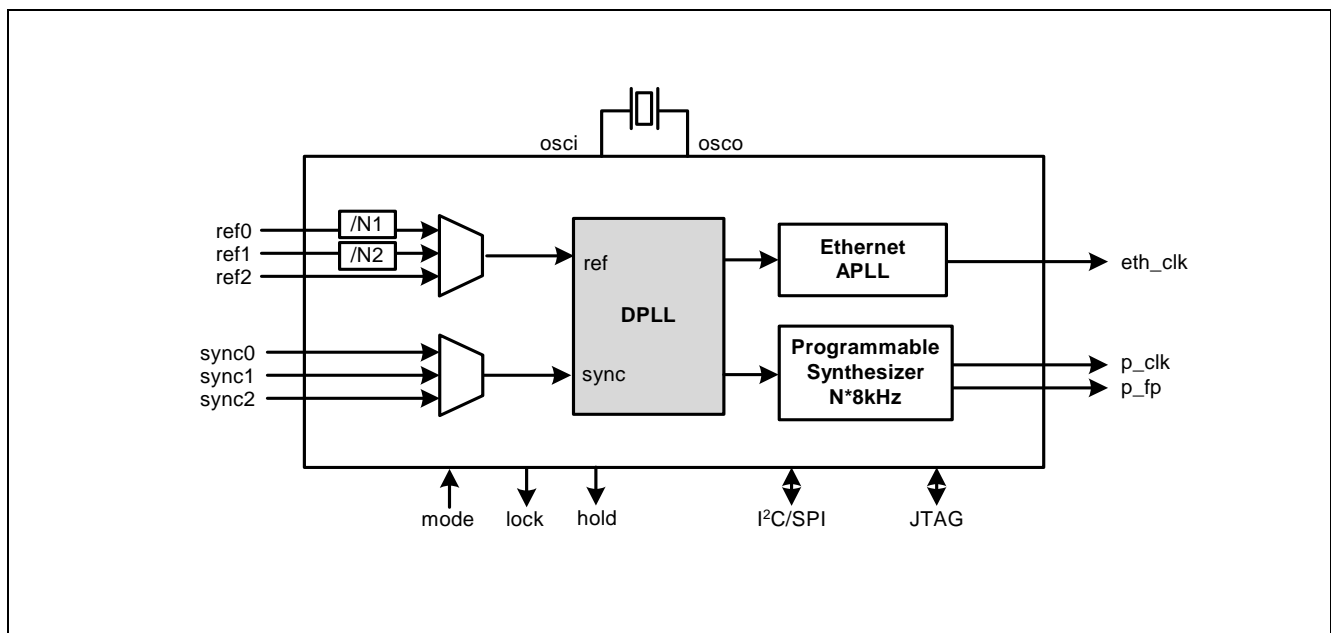 osci
osco
ref0
/N1
ref1
/N2
ref2
ref
Ethernet
APLL
eth_clk
DPLL
sync0
sync1
sync2
sync
Programmable
Synthesizer
N*8kHz
p_clk
p_fp
mode
lock
hold
I²C/SPI
JTAG